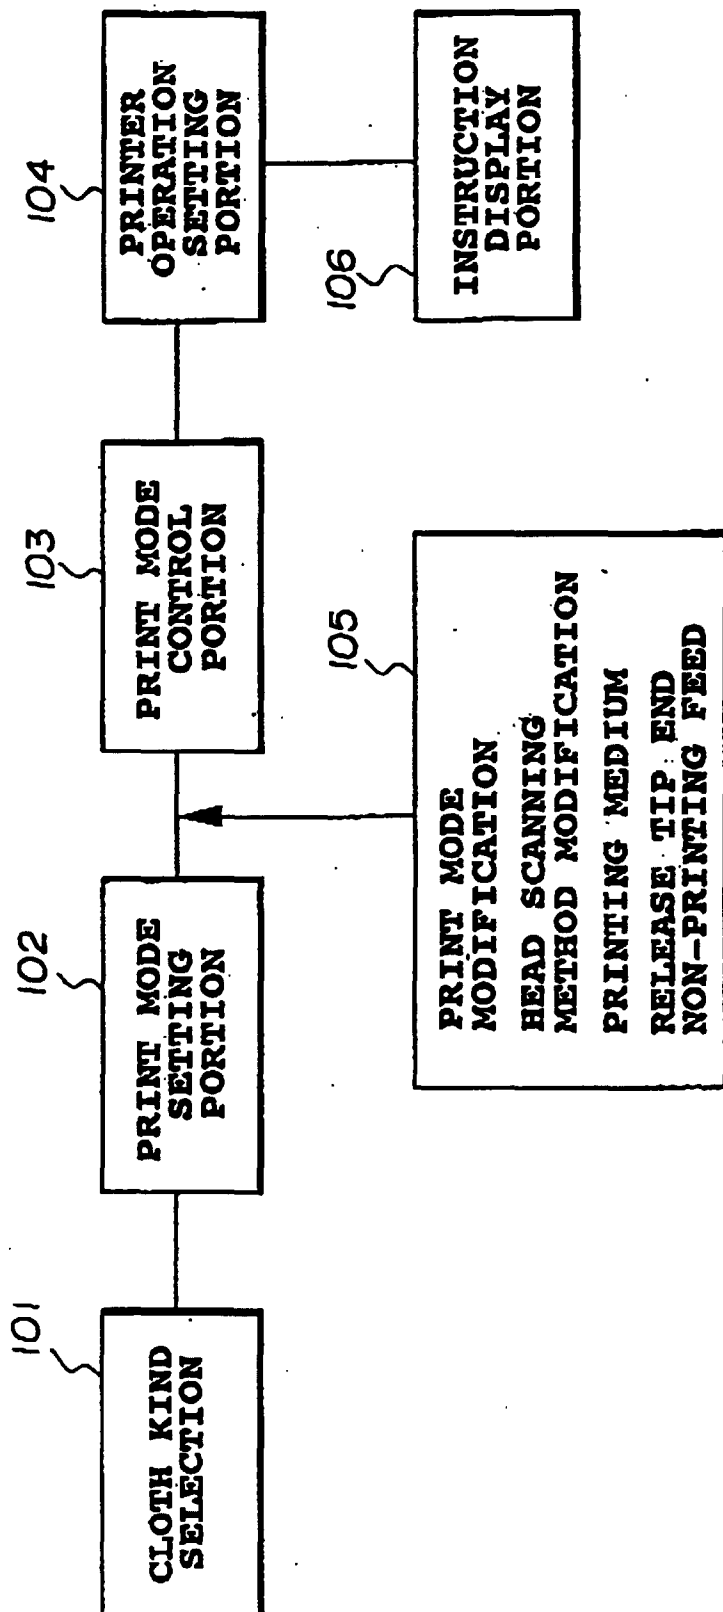 101
CLOTH KIND
SELECTION
102
PRINT MODE
SETTING
PORTION
103
PRINT MODE
CONTROL
PORTION
104
PRINTER
OPERATION
SETTING
PORTION
105
PRINT MODE
MODIFICATION
HEAD SCANNING
METHOD MODIFICATION
PRINTING MEDIUM
RELEASE TIP END
NON-PRINTING FEED
106
INSTRUCTION
DISPLAY
PORTION